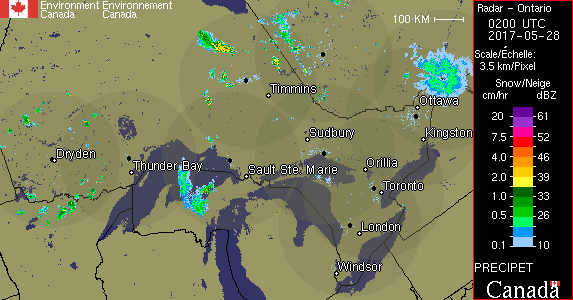 Environment Environnement
Canada Canada
100 KM
Timmins
Ottawa
Sudbury
Kingston
Dryden
Thunder Bay
Sault Ste. Marie
Orillia
Toronto
London
Windsor
Radar - Ontario
0200 UTC
2017-05-28
Scale/Échelle:
3.5 km/Pixel
Snow/Neige
cm/hr dBZ
20 61
7.5 57
5.0 52
4.0 46
2.0 39
1.0 33
0.5 26
0.1 10
PRECIPET
Canada